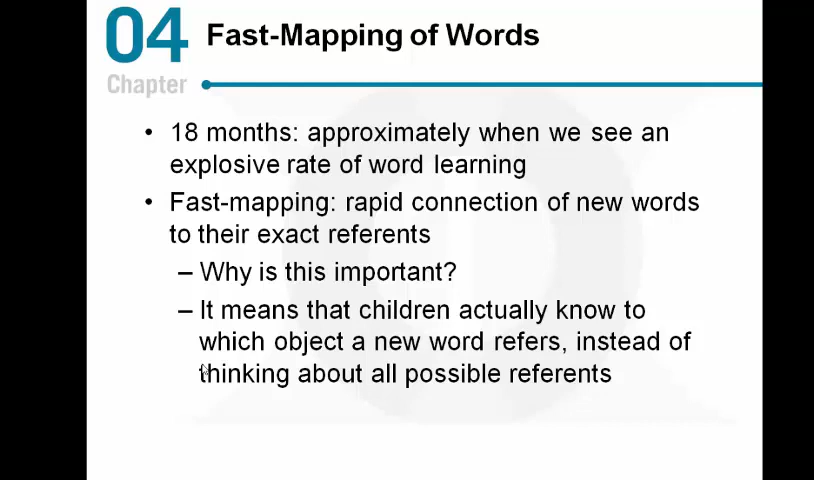 04
Chapter
Fast-Mapping of Words
• 18 months: approximately when we see an
explosive rate of word learning
• Fast-mapping: rapid connection of new words
to their exact referents
– Why is this important?
– It means that children actually know to
which object a new word refers, instead of
thinking about all possible referents